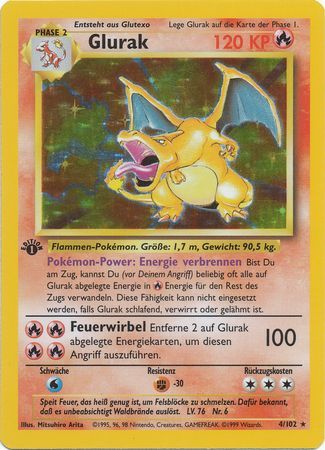 Entsteht aus Glutexo
Lege Glurak auf die Karte der Phase 1.
PHASE 2
Glurak
120 KP
EDITION
1
Flammen-Pokémon. Größe: 1,7 m, Gewicht: 90,5 kg.
Pokémon-Power: Energie verbrennen Bist Du
am Zug, kannst Du (vor Deinem Angriff) beliebig oft alle auf
Glurak abgelegte Energie in für den Rest des
Zugs verwandeln. Diese Fähigkeit kann nicht eingesetzt
werden, falls Glurak schlafend, verwirrt oder gelähmt ist.
Feuerwirbel Entferne 2 auf Glurak
abgelegte Energiekarten, um diesen
Angriff auszuführen.
100
Schwäche
Resistenz
Rückzugskosten
-30
Speit Feuer, das heiß genug ist, um Felsblöcke zu schmelzen. Dafür bekannt,
daß es unbeabsichtigt Waldbrände auslöst. LV. 76 Nr. 6
Illus. Mitsuhiro Arita
©1995, 96, 98 Nintendo, Creatures, GAMEFREAK. ©1999 Wizards.
4/102 ★